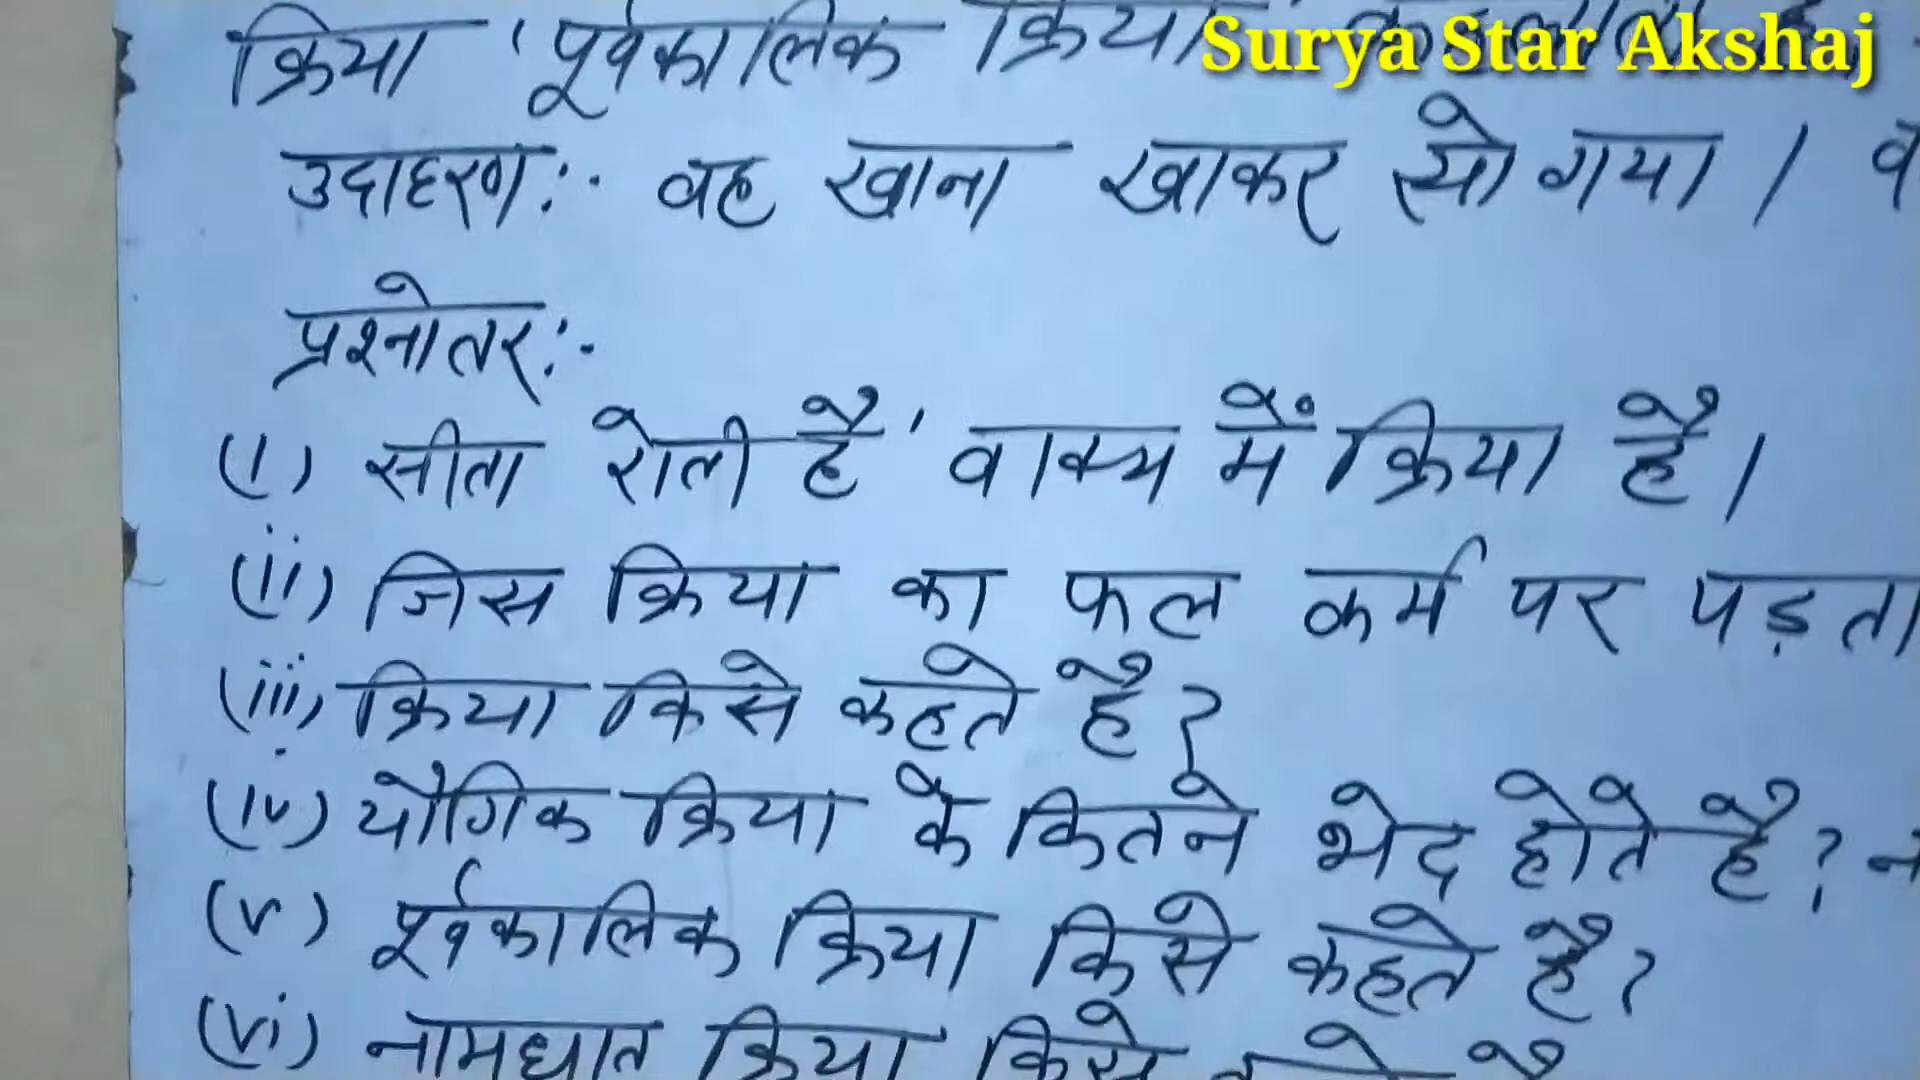 Surya Star Akshaj
क्रिया 'पूर्वकालिक क्रिया'
उदाहरण:- वह खाना खाकर सो गया। व
प्रश्नोतर:-
(i) सीता रोती है' वाक्य में क्रिया है।
(ii) जिस क्रिया का फल कर्म पर पड़ता
(iii) क्रिया किसे कहते है?
(iv) यौगिक क्रिया के कितने भेद होते है? न
(v) पूर्वकालिक क्रिया किसे कहते है?
(vi) नामधातु क्रिया किसे